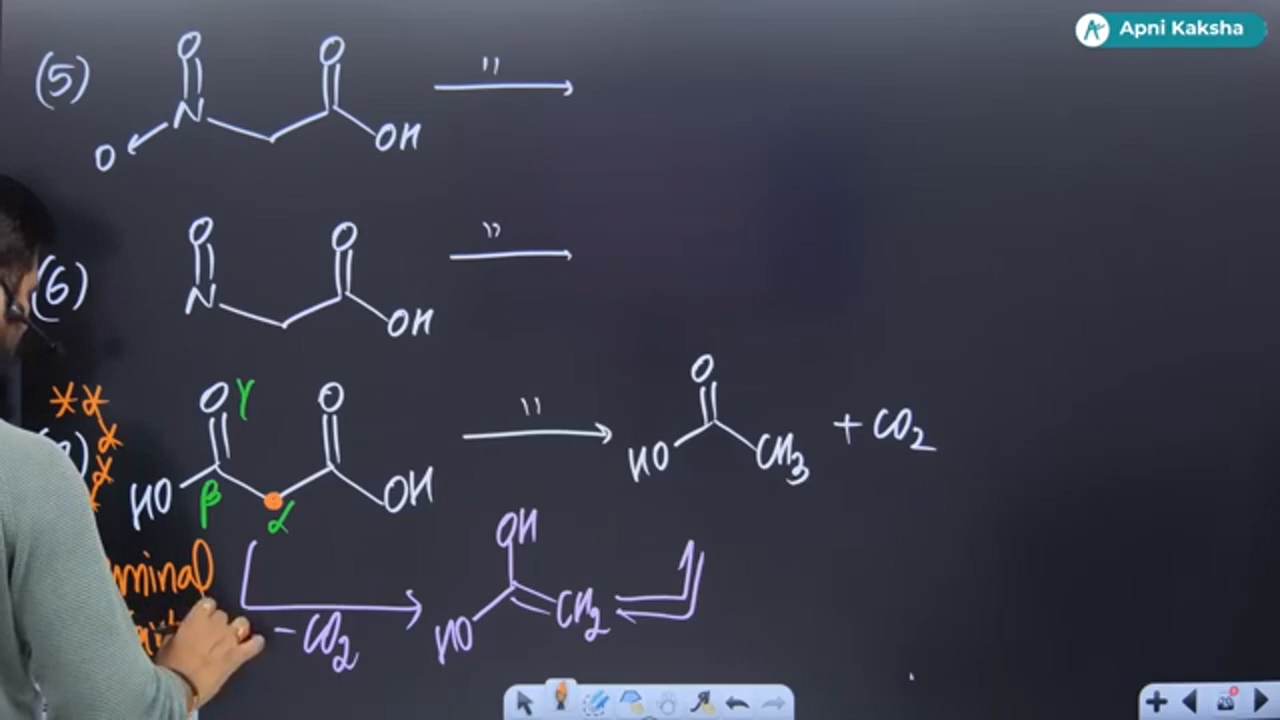 Apni Kaksha
(5) O N O O OH "
(6) O N O OH "
** O γ O HO β α OH " O HO CH3 + CO2
- CO2 OH HO CH2